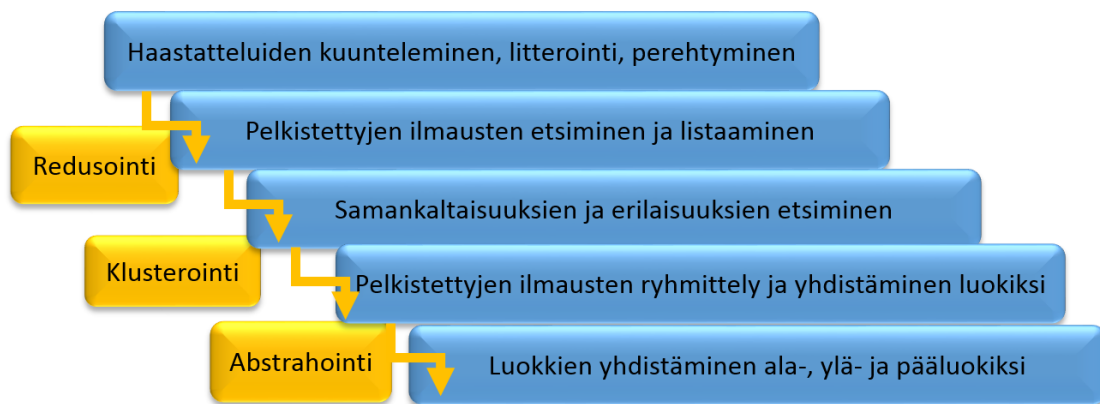 Haastatteluiden kuunteleminen, litterointi, perehtyminen
Pelkistettyjen ilmausten etsiminen ja listaaminen
Redusointi
Samankaltaisuuksien ja erilaisuuksien etsiminen
Klusterointi
Pelkistettyjen ilmausten ryhmittely ja yhdistäminen luokiksi
Abstrahointi
Luokkien yhdistäminen ala-, ylä- ja pääluokiksi